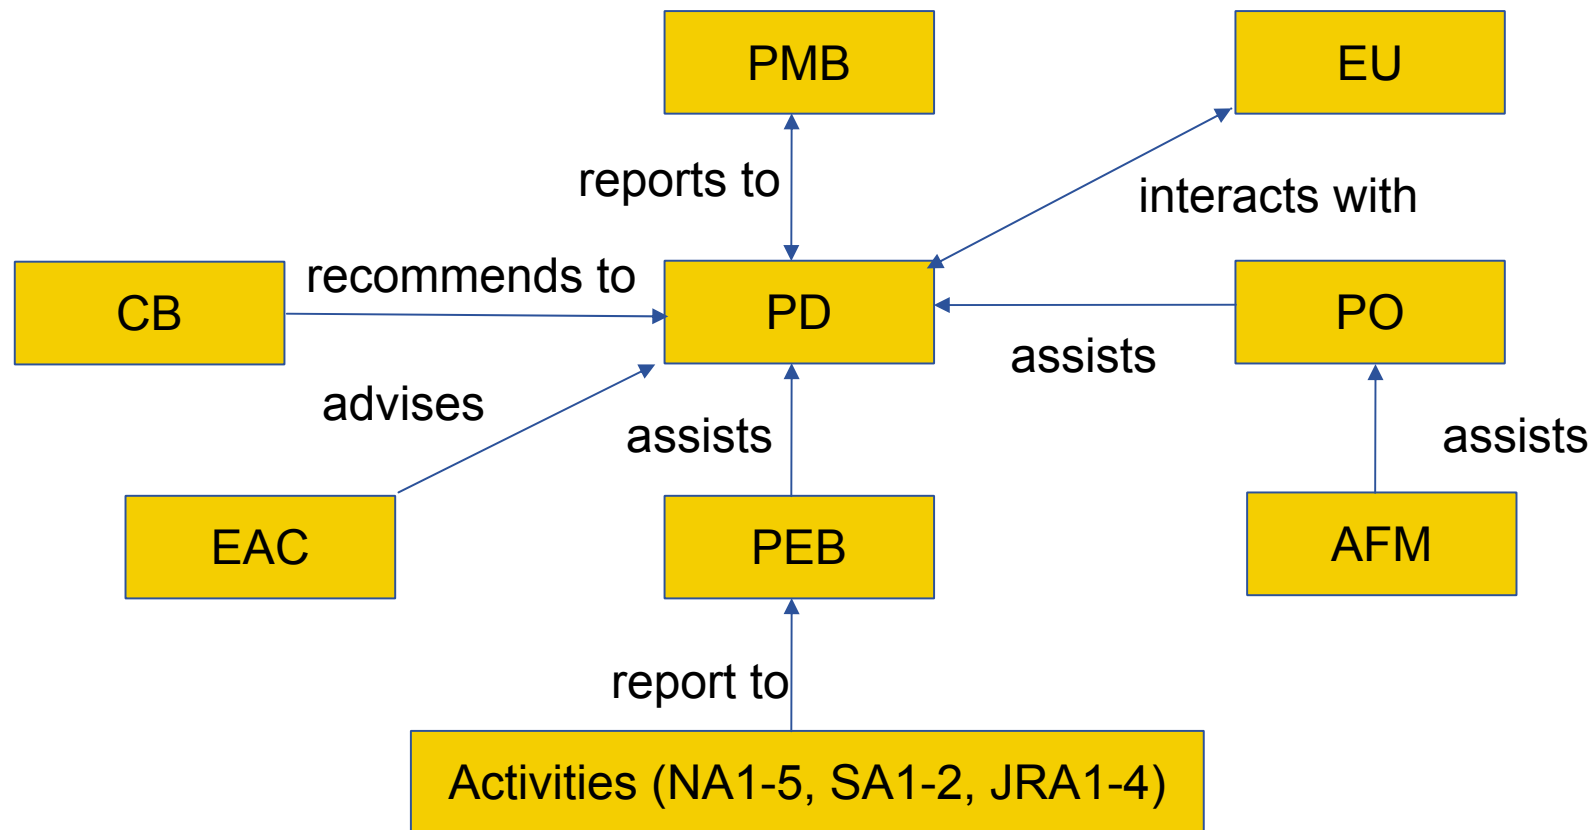 PMB
EU
reports to
interacts with
CB
recommends to
PD
PO
assists
advises
assists
assists
EAC
PEB
AFM
report to
Activities (NA1-5, SA1-2, JRA1-4)